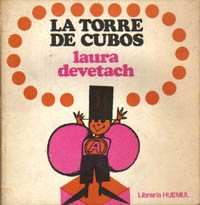 LA TORRE
DE CUBOS
laura
devetach
A
Librería HUEMUL